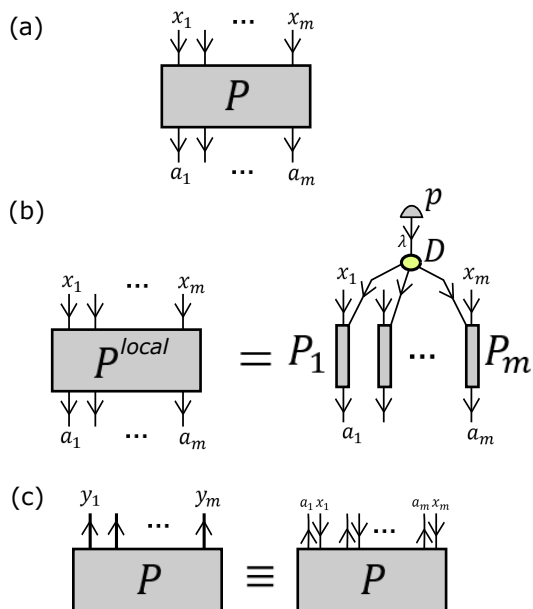 (a)
x₁ ... xₘ
P
a₁ ... aₘ
(b)
p
λ D
x₁ ... xₘ
x₁ xₘ
P^local = P₁ ... Pₘ
a₁ ... aₘ
a₁ aₘ
(c)
y₁ ... yₘ
a₁ x₁ ... aₘ xₘ
P ≡ P